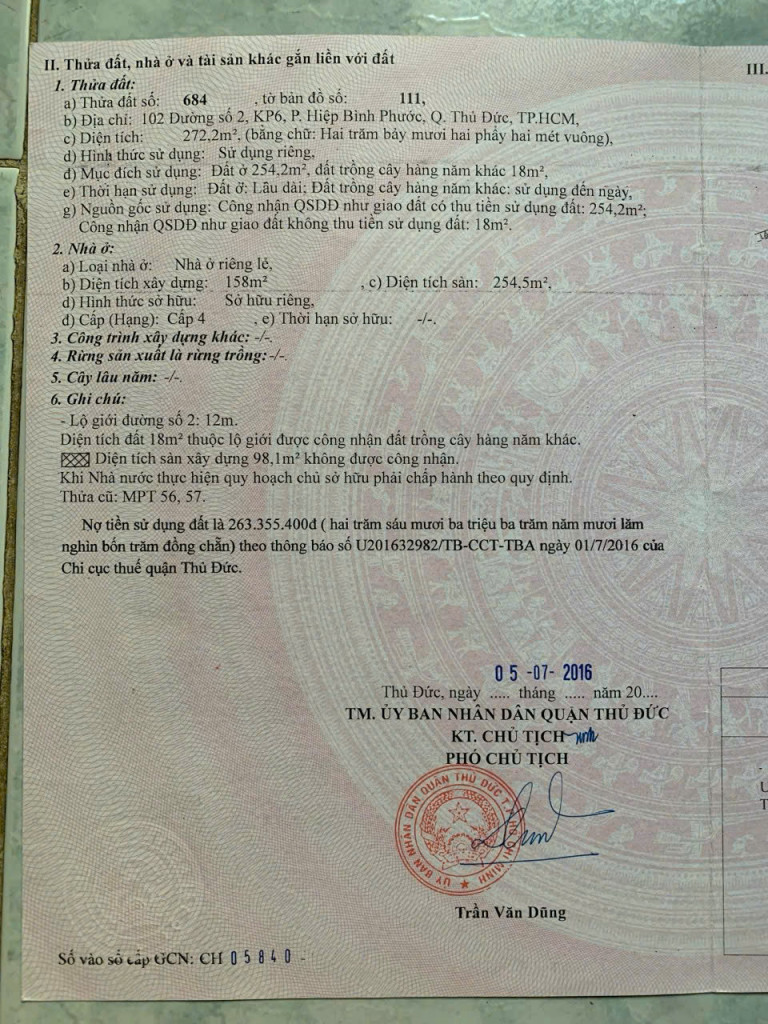 II. Thửa đất, nhà ở và tài sản khác gắn liền với đất
III.
1. Thửa đất:
a) Thửa đất số: 684 , tờ bản đồ số: 111,
b) Địa chỉ: 102 Đường số 2, KP6, P. Hiệp Bình Phước, Q. Thủ Đức, TP.HCM,
c) Diện tích: 272,2m², (bằng chữ: Hai trăm bảy mươi hai phẩy hai mét vuông),
d) Hình thức sử dụng: Sử dụng riêng,
đ) Mục đích sử dụng: Đất ở 254,2m², đất trồng cây hàng năm khác 18m²,
e) Thời hạn sử dụng: Đất ở: Lâu dài; Đất trồng cây hàng năm khác: sử dụng đến ngày,
g) Nguồn gốc sử dụng: Công nhận QSDĐ như giao đất có thu tiền sử dụng đất: 254,2m²;
Công nhận QSDĐ như giao đất không thu tiền sử dụng đất: 18m².
2. Nhà ở:
a) Loại nhà ở: Nhà ở riêng lẻ,
b) Diện tích xây dựng: 158m² , c) Diện tích sàn: 254,5m²,
d) Hình thức sở hữu: Sở hữu riêng,
đ) Cấp (Hạng): Cấp 4 , e) Thời hạn sở hữu: -/-.
3. Công trình xây dựng khác: -/-.
4. Rừng sản xuất là rừng trồng:-/-.
5. Cây lâu năm: -/-.
6. Ghi chú:
- Lộ giới đường số 2: 12m.
Diện tích đất 18m² thuộc lộ giới được công nhận đất trồng cây hàng năm khác.
Diện tích sàn xây dựng 98,1m² không được công nhận.
Khi Nhà nước thực hiện quy hoạch chủ sở hữu phải chấp hành theo quy định.
Thửa cũ: MPT 56, 57.
Nợ tiền sử dụng đất là 263.355.400đ ( hai trăm sáu mươi ba triệu ba trăm năm mươi lăm
nghìn bốn trăm đồng chẵn) theo thông báo số U201632982/TB-CCT-TBA ngày 01/7/2016 của
Chi cục thuế quận Thủ Đức.
05 -07- 2016
Thủ Đức, ngày ..... tháng ..... năm 20....
TM. ỦY BAN NHÂN DÂN QUẬN THỦ ĐỨC
KT. CHỦ TỊCH
PHÓ CHỦ TỊCH
ỦY BAN NHÂN DÂN QUẬN THỦ ĐỨC T.P HỒ CHÍ MINH
Trần Văn Dũng
Số vào sổ cấp GCN: CH 05840 -